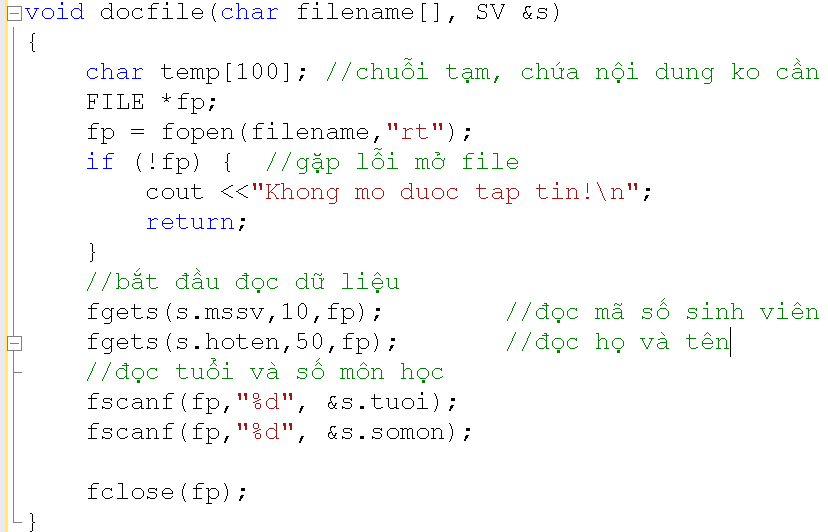 void docfile(char filename[], SV &s)
{
    char temp[100]; //chuỗi tạm, chứa nội dung ko cần
    FILE *fp;
    fp = fopen(filename,"rt");
    if (!fp) {  //gặp lỗi mở file
        cout <<"Khong mo duoc tap tin!\n";
        return;
    }
    //bắt đầu đọc dữ liệu
    fgets(s.mssv,10,fp);        //đọc mã số sinh viên
    fgets(s.hoten,50,fp);       //đọc họ và tên
    //đọc tuổi và số môn học
    fscanf(fp,"%d", &s.tuoi);
    fscanf(fp,"%d", &s.somon);

    fclose(fp);
}